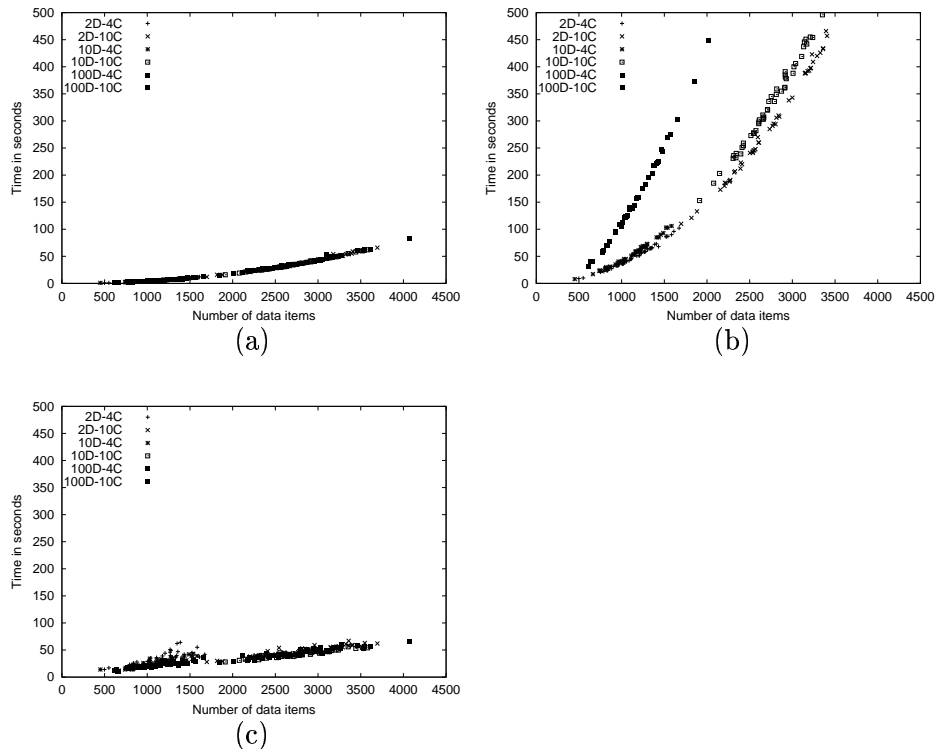 500
450
400
350
300
250
200
150
100
50
0
Time in seconds
2D-4C
2D-10C
10D-4C
10D-10C
100D-4C
100D-10C
0 500 1000 1500 2000 2500 3000 3500 4000 4500
Number of data items
(a)
500
450
400
350
300
250
200
150
100
50
0
Time in seconds
2D-4C
2D-10C
10D-4C
10D-10C
100D-4C
100D-10C
0 500 1000 1500 2000 2500 3000 3500 4000 4500
Number of data items
(b)
500
450
400
350
300
250
200
150
100
50
0
Time in seconds
2D-4C
2D-10C
10D-4C
10D-10C
100D-4C
100D-10C
0 500 1000 1500 2000 2500 3000 3500 4000 4500
Number of data items
(c)